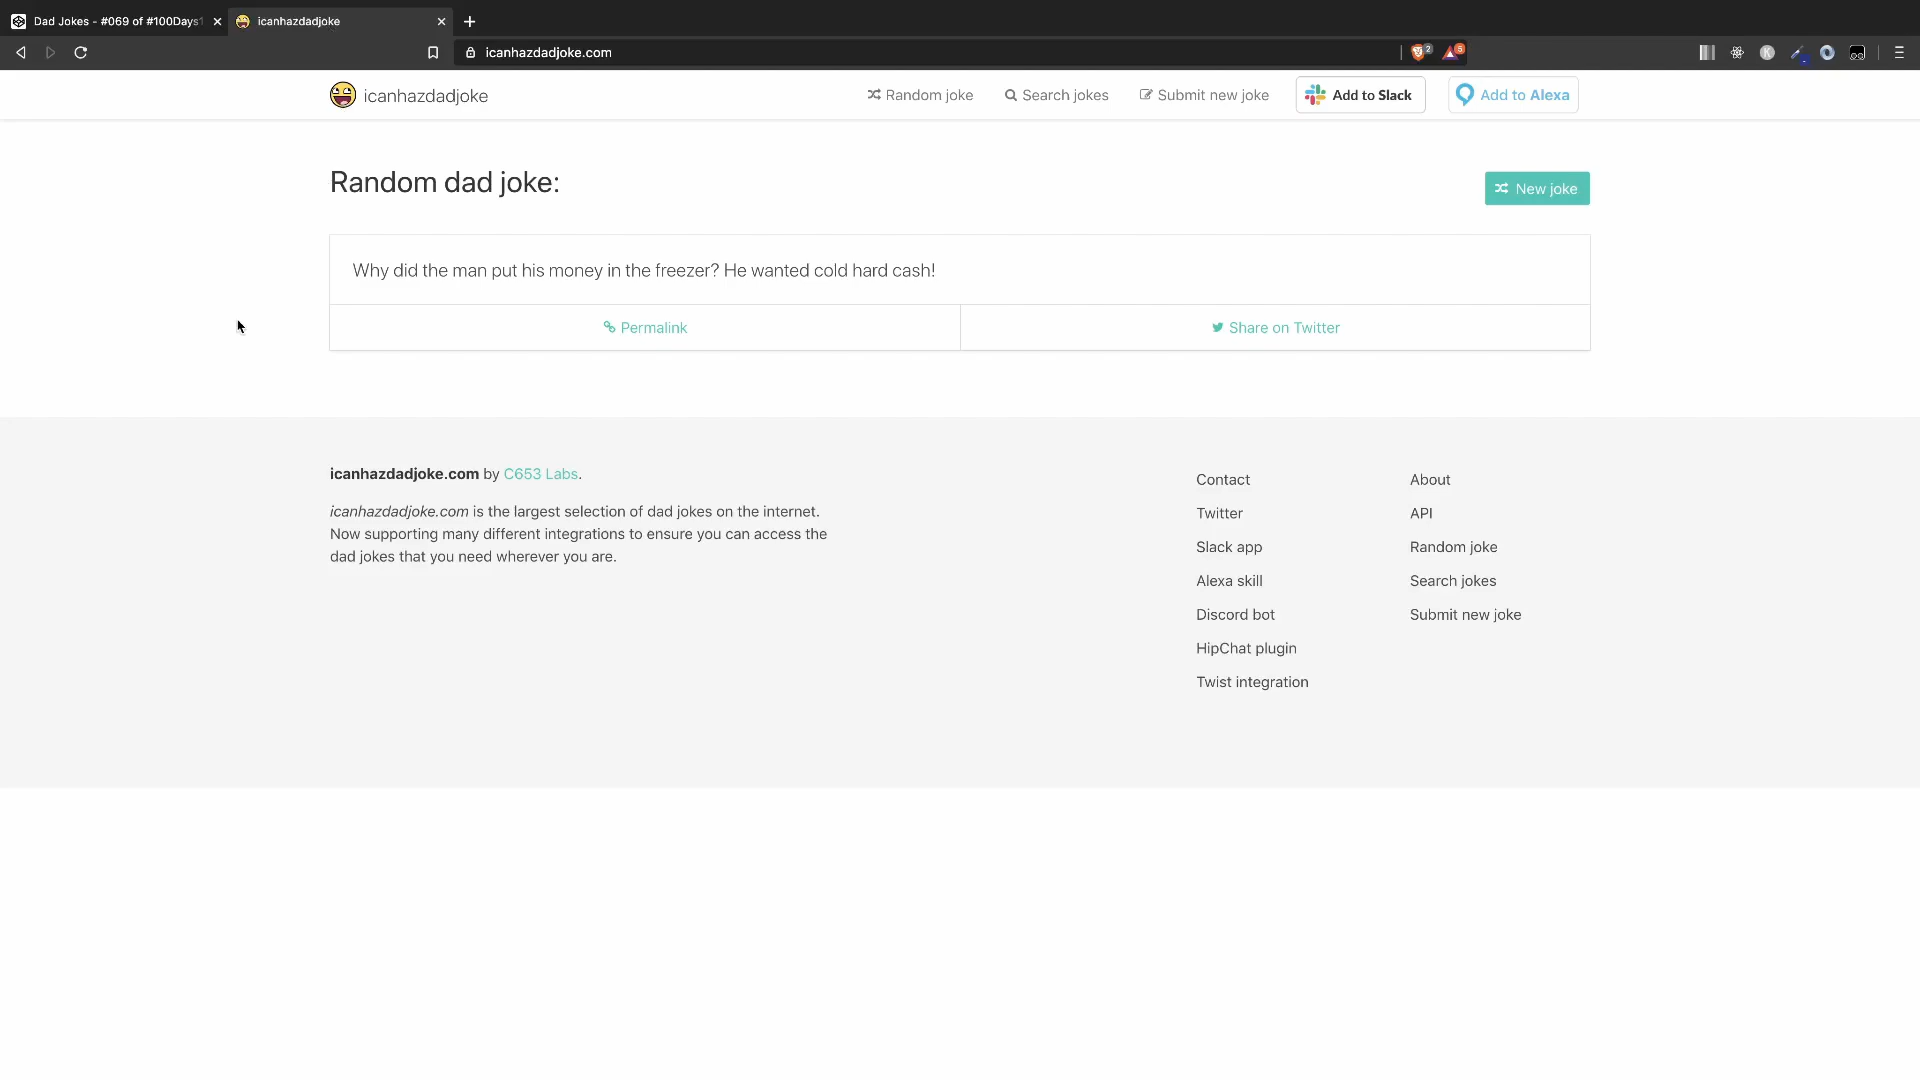 Dad Jokes - #069 of #100Days1
icanhazdadjoke
icanhazdadjoke.com
2
5
K
icanhazdadjoke
Random joke
Search jokes
Submit new joke
Add to Slack
Add to Alexa
Random dad joke:
New joke
Why did the man put his money in the freezer? He wanted cold hard cash!
Permalink
Share on Twitter
icanhazdadjoke.com by C653 Labs.
icanhazdadjoke.com is the largest selection of dad jokes on the internet.
Now supporting many different integrations to ensure you can access the
dad jokes that you need wherever you are.
Contact
Twitter
Slack app
Alexa skill
Discord bot
HipChat plugin
Twist integration
About
API
Random joke
Search jokes
Submit new joke